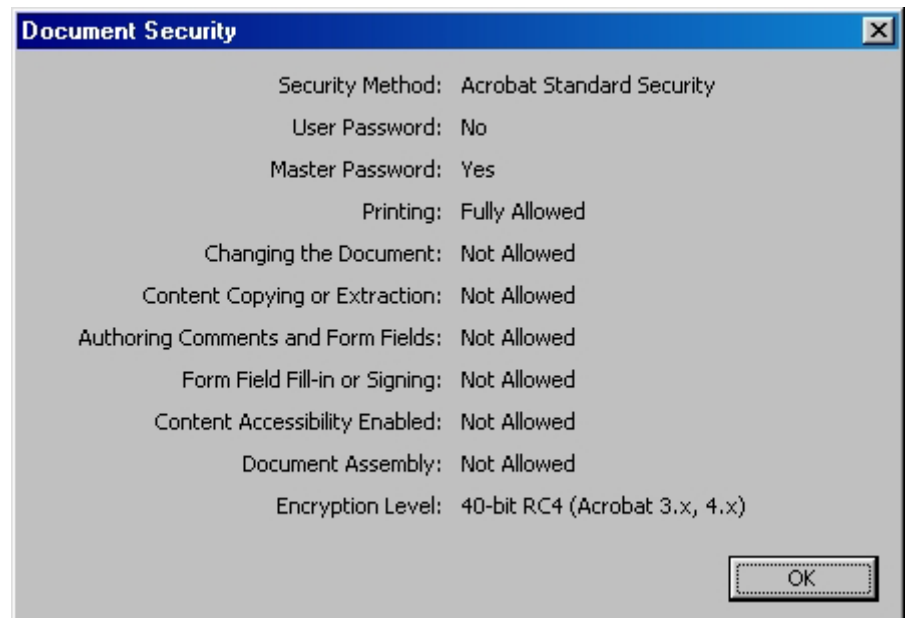 Document Security
Security Method: Acrobat Standard Security
User Password: No
Master Password: Yes
Printing: Fully Allowed
Changing the Document: Not Allowed
Content Copying or Extraction: Not Allowed
Authoring Comments and Form Fields: Not Allowed
Form Field Fill-in or Signing: Not Allowed
Content Accessibility Enabled: Not Allowed
Document Assembly: Not Allowed
Encryption Level: 40-bit RC4 (Acrobat 3.x, 4.x)
OK